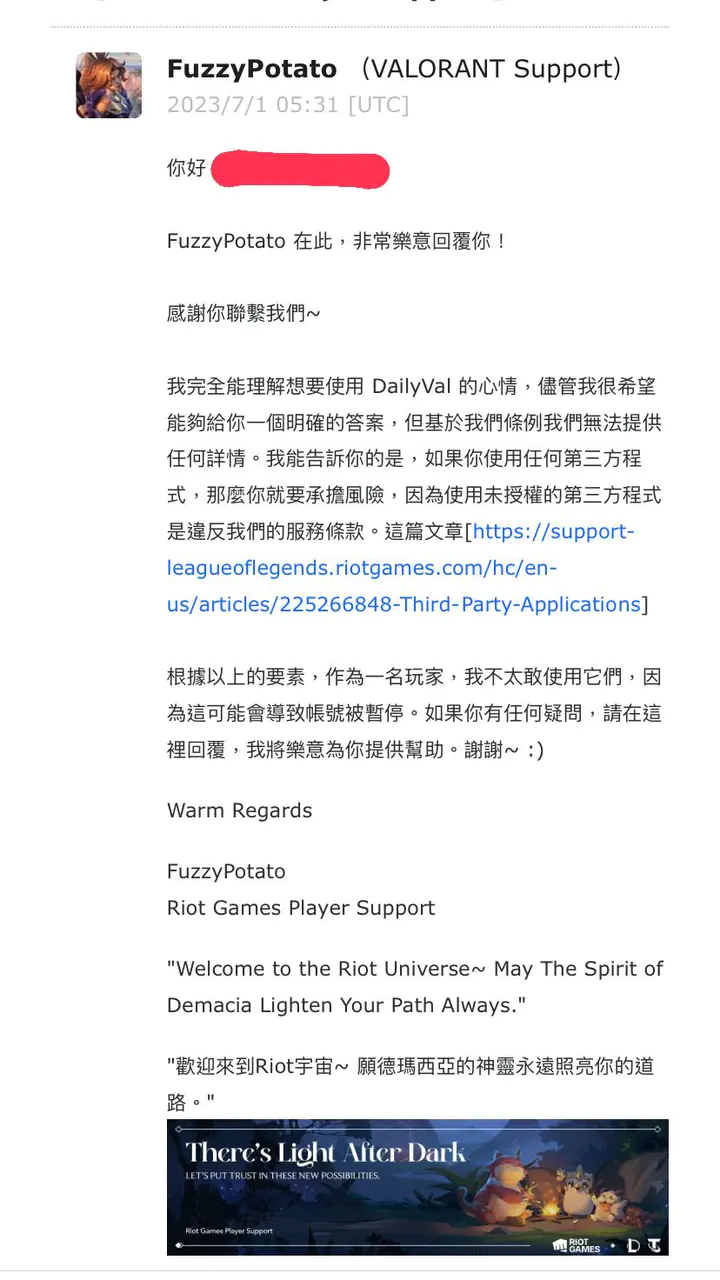 FuzzyPotato （VALORANT Support）
2023/7/1 05:31 [UTC]
你好
FuzzyPotato 在此，非常樂意回覆你！
感謝你聯繫我們~
我完全能理解想要使用 DailyVal 的心情，儘管我很希望
能夠給你一個明確的答案，但基於我們條例我們無法提供
任何詳情。我能告訴你的是，如果你使用任何第三方程
式，那麼你就要承擔風險，因為使用未授權的第三方程式
是違反我們的服務條款。這篇文章[https://support-
leagueoflegends.riotgames.com/hc/en-
us/articles/225266848-Third-Party-Applications]
根據以上的要素，作為一名玩家，我不太敢使用它們，因
為這可能會導致帳號被暫停。如果你有任何疑問，請在這
裡回覆，我將樂意為你提供幫助。謝謝~ :)
Warm Regards
FuzzyPotato
Riot Games Player Support
"Welcome to the Riot Universe~ May The Spirit of
Demacia Lighten Your Path Always."
"歡迎來到Riot宇宙~ 願德瑪西亞的神靈永遠照亮你的道
路。"
There's Light After Dark
LET'S PUT TRUST IN THESE NEW POSSIBILITIES.
Riot Games Player Support
RIOT
GAMES